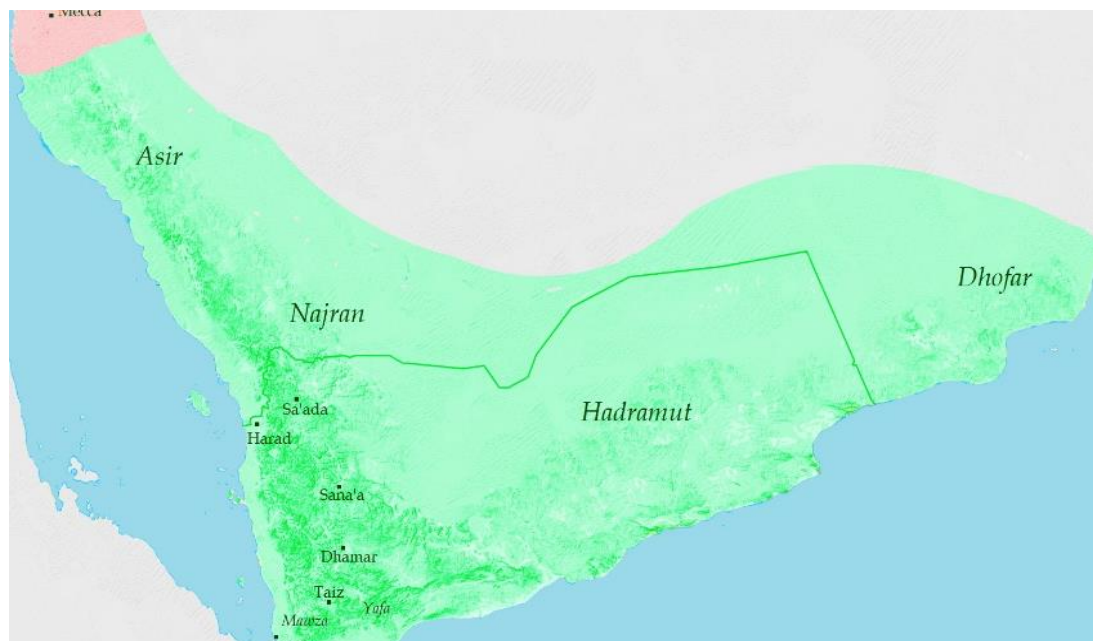 Mecca
Asir
Dhofar
Najran
Sa'ada
Hadramut
Harad
Sana'a
Dhamar
Taiz
Yafa
Mawza